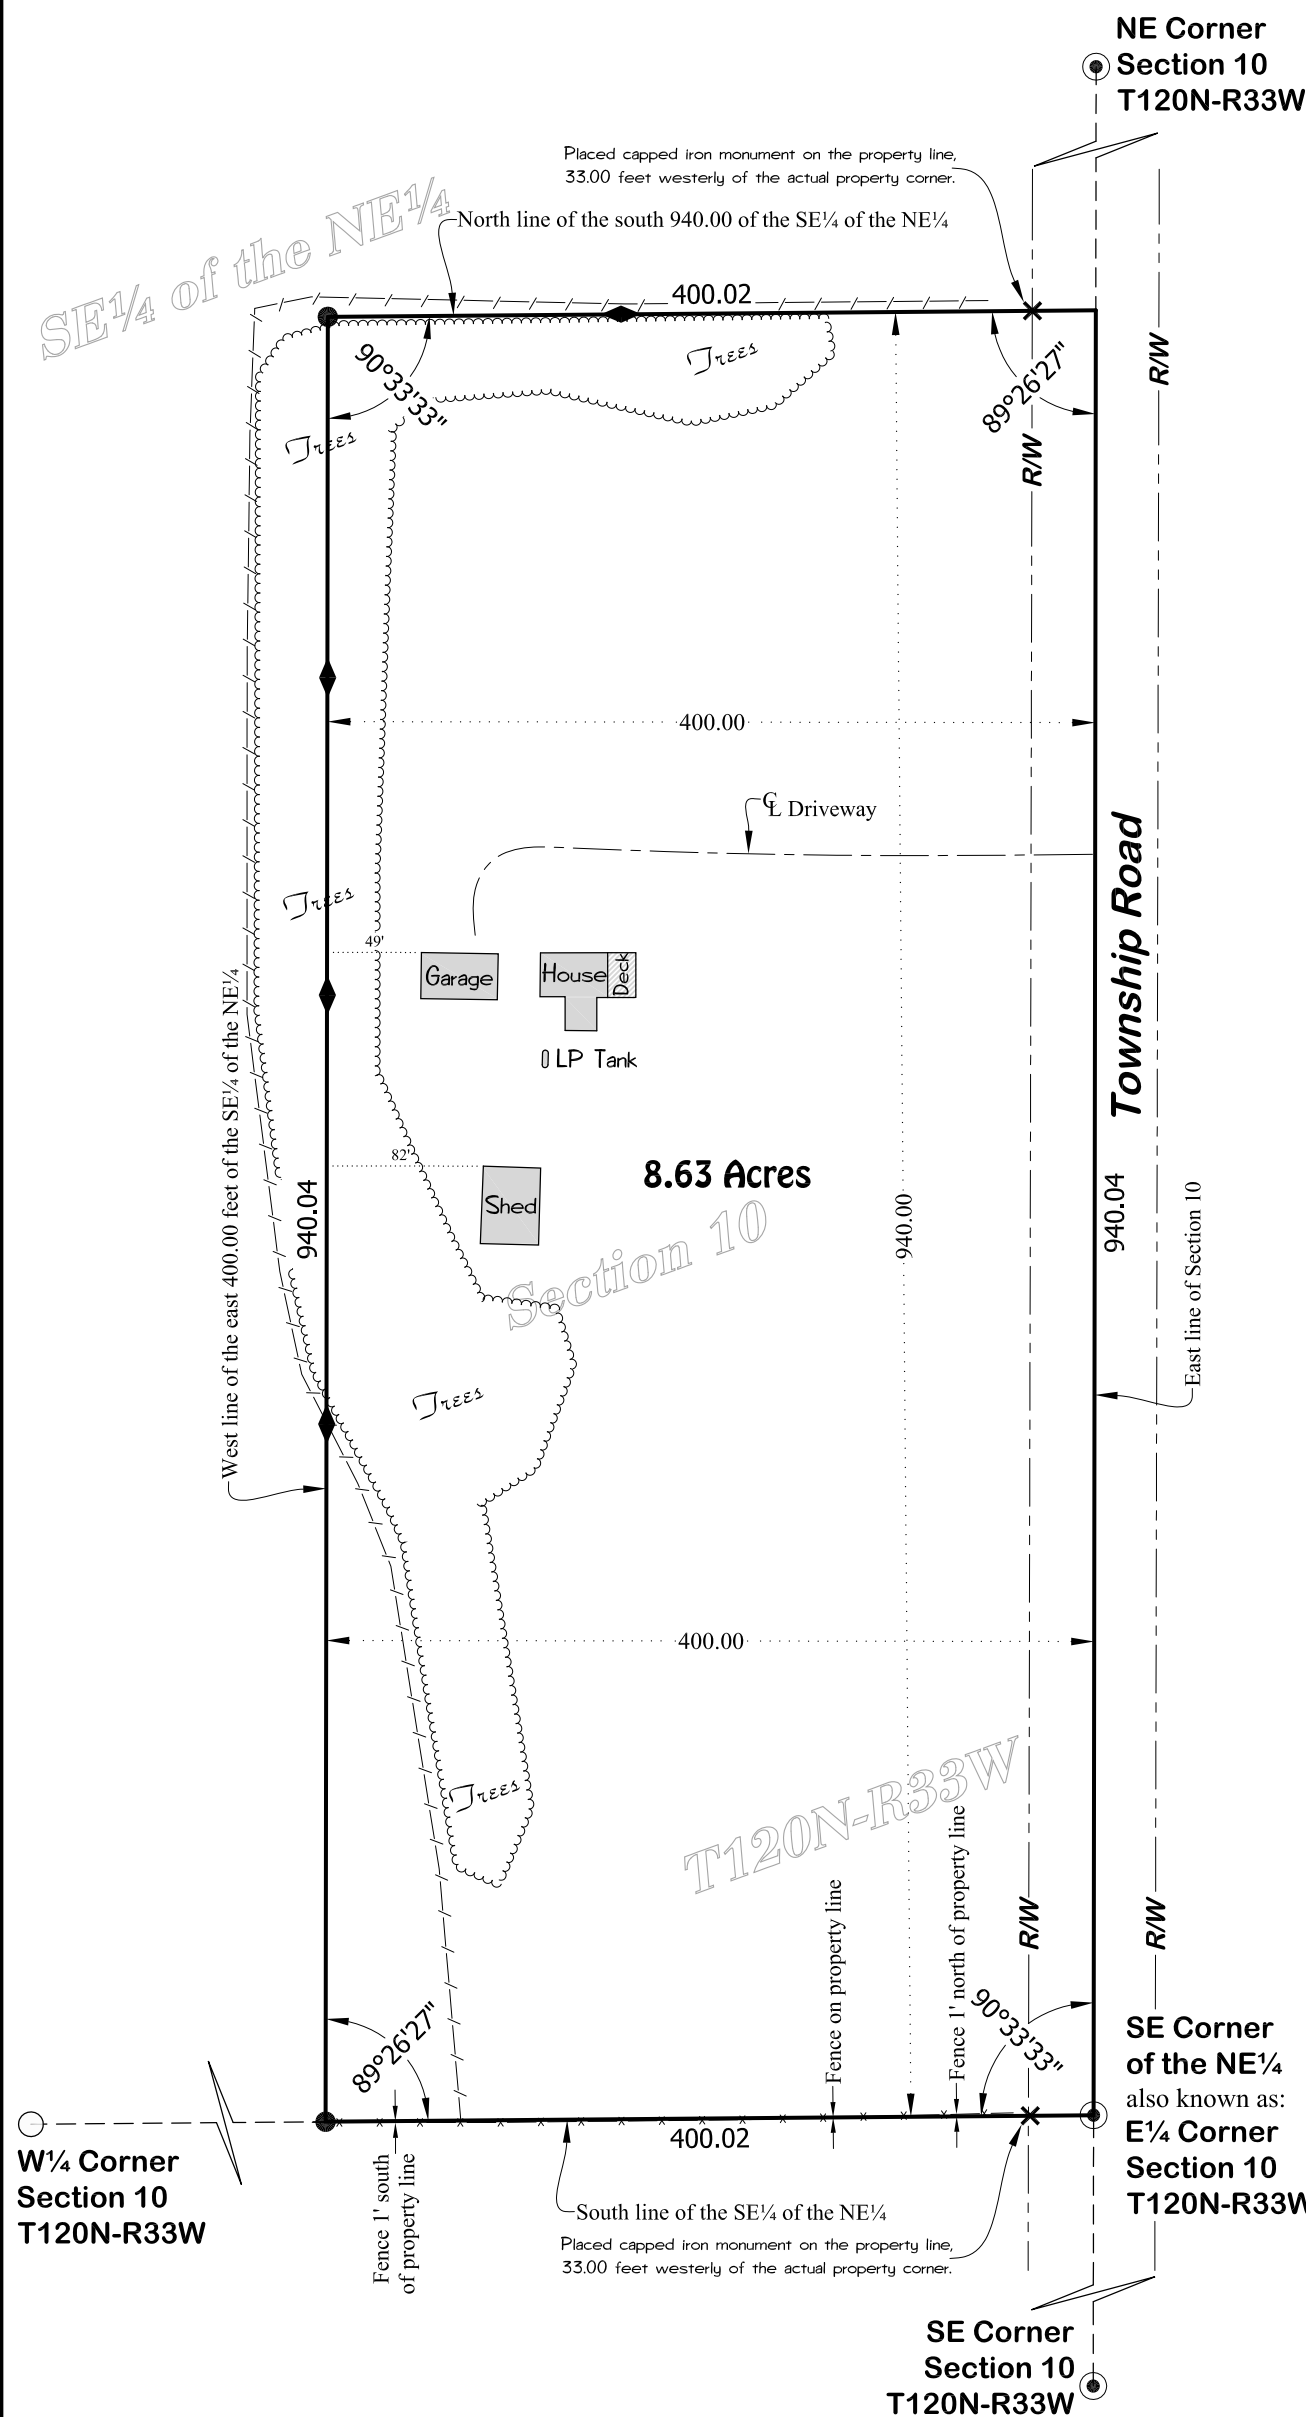 NE Corner
Section 10
T120N-R33W
Placed capped iron monument on the property line,
33.00 feet westerly of the actual property corner.
SE¼ of the NE¼
North line of the south 940.00 of the SE¼ of the NE¼
400.02
90°33'33"
Trees
89°26'27"
R/W
R/W
Trees
400.00
℄ Driveway
Township Road
Trees
49'
Garage
House
Deck
LP Tank
West line of the east 400.00 feet of the SE¼ of the NE¼
82'
Shed
8.63 Acres
940.04
940.00
940.04
East line of Section 10
Section 10
Trees
400.00
T120N-R33W
Trees
Fence on property line
Fence 1' north of property line
R/W
R/W
89°26'27"
90°33'33"
SE Corner
of the NE¼
also known as:
E¼ Corner
Section 10
T120N-R33W
W¼ Corner
Section 10
T120N-R33W
400.02
Fence 1' south
of property line
South line of the SE¼ of the NE¼
Placed capped iron monument on the property line,
33.00 feet westerly of the actual property corner.
SE Corner
Section 10
T120N-R33W